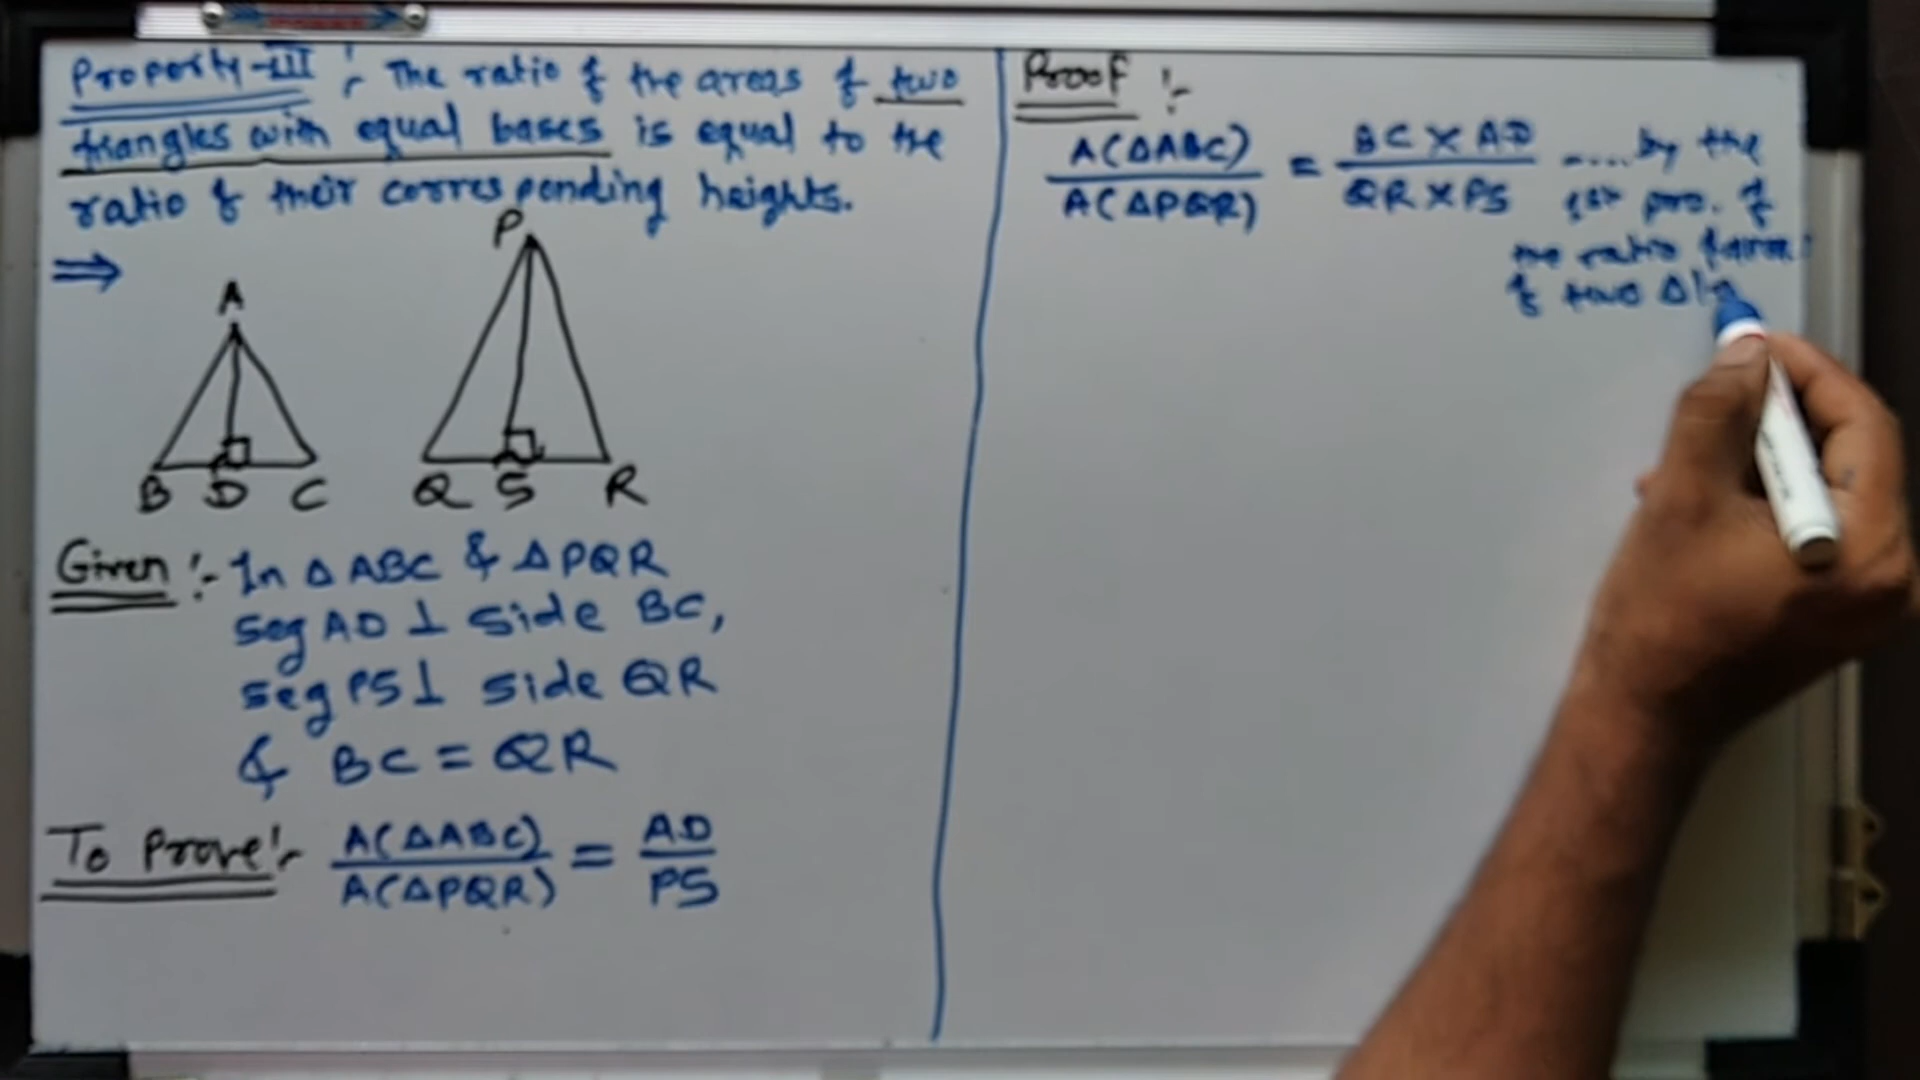 Property-III :- The ratio of the areas of two
triangles with equal bases is equal to the
ratio of their corresponding heights.
⇒
P
A
B D C
Q S R
Given :- In △ABC & △PQR
seg AD ⊥ side BC,
seg PS ⊥ side QR
& BC = QR
To Prove :- A(△ABC) / A(△PQR) = AD / PS
Proof :-
A(△ABC) / A(△PQR) = BC × AD / QR × PS .....by the
1st pro. of
the ratio
of two △